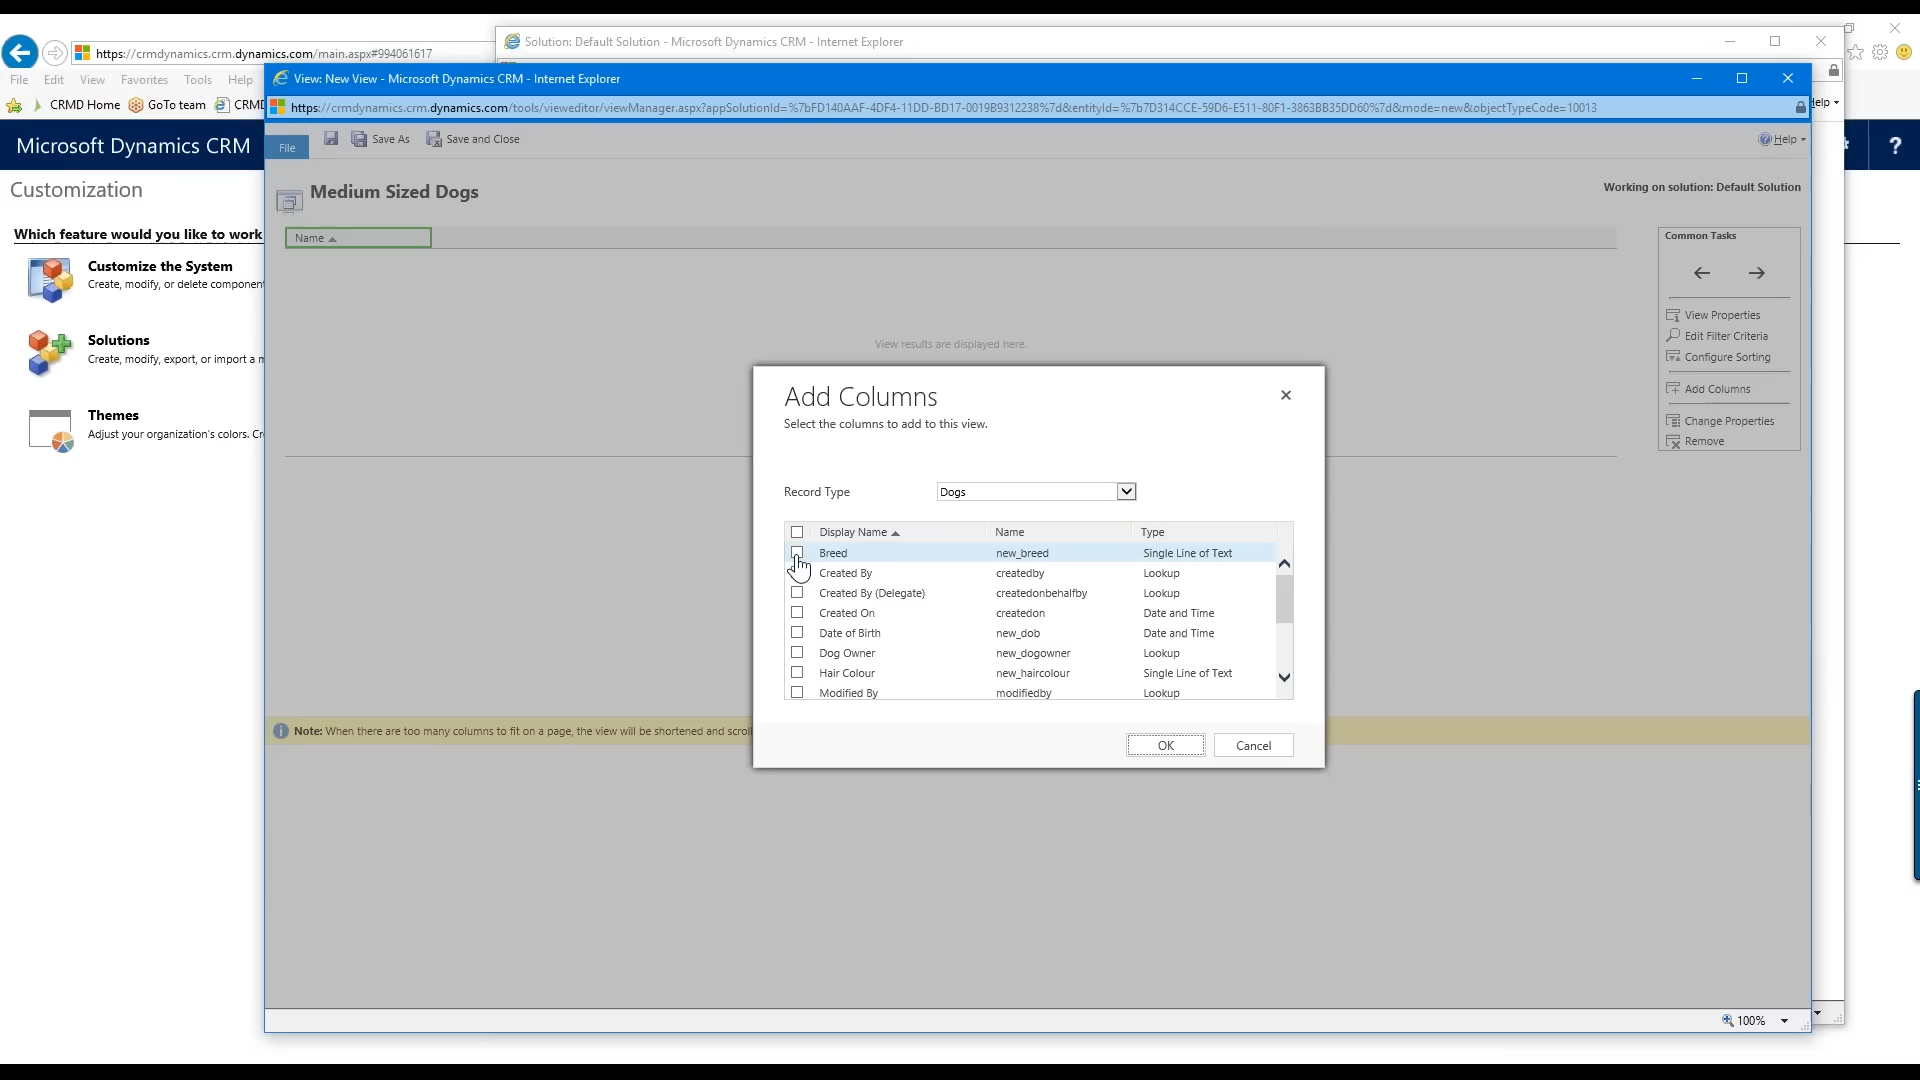 Solution: Default Solution - Microsoft Dynamics CRM - Internet Explorer
https://crmdynamics.crm.dynamics.com/main.aspx#994061617
File Edit View Favorites Tools Help
View: New View - Microsoft Dynamics CRM - Internet Explorer
CRMD Home GoTo team CRMD
https://crmdynamics.crm.dynamics.com/tools/vieweditor/viewManager.aspx?appSolutionId=%7bFD140AAF-4DF4-11DD-BD17-0019B9312238%7d&entityId=%7b7D314CCE-59D6-E511-80F1-3863BB35DD60%7d&mode=new&objectTypeCode=10013
Help
Microsoft Dynamics CRM
File Save As Save and Close Help
?
Customization
Medium Sized Dogs
Working on solution: Default Solution
Which feature would you like to work
Name
Common Tasks
Customize the System
Create, modify, or delete component
View Properties
Edit Filter Criteria
Configure Sorting
Add Columns
Change Properties
Remove
Solutions
Create, modify, export, or import a m
View results are displayed here.
Themes
Adjust your organization's colors. Cr
Add Columns
Select the columns to add to this view.
Record Type Dogs
Display Name Name Type
Breed new_breed Single Line of Text
Created By createdby Lookup
Created By (Delegate) createdonbehalfby Lookup
Created On createdon Date and Time
Date of Birth new_dob Date and Time
Dog Owner new_dogowner Lookup
Hair Colour new_haircolour Single Line of Text
Modified By modifiedby Lookup
OK Cancel
Note: When there are too many columns to fit on a page, the view will be shortened and scroll
100%